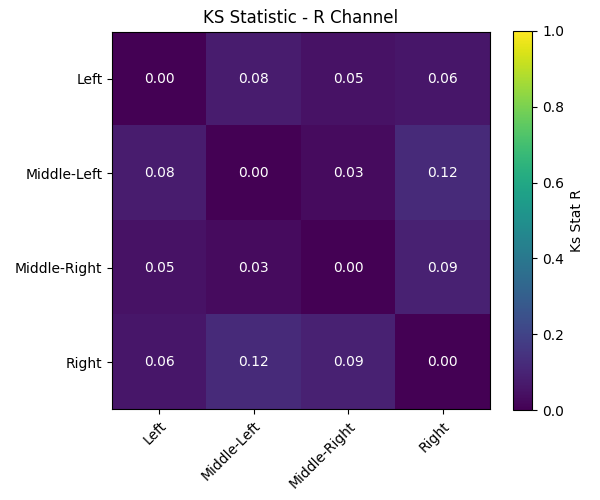 KS Statistic - R Channel
Left
Middle-Left
Middle-Right
Right
0.00 0.08 0.05 0.06
0.08 0.00 0.03 0.12
0.05 0.03 0.00 0.09
0.06 0.12 0.09 0.00
Left
Middle-Left
Middle-Right
Right
1.0
0.8
0.6
0.4
0.2
0.0
Ks Stat R